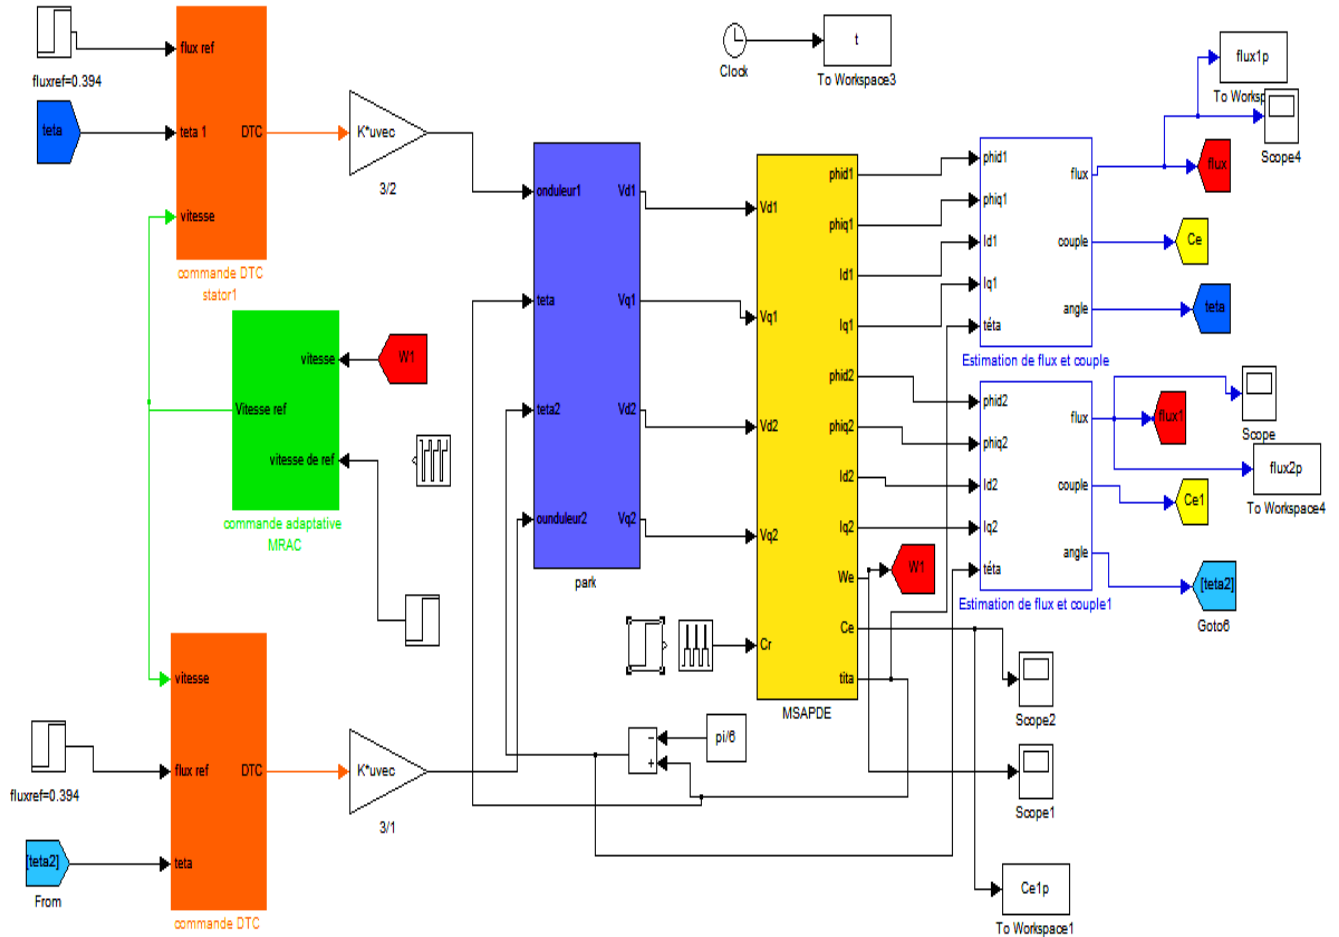 fluxref=0.394
teta
flux ref
teta 1
DTC
vitesse
commande DTC
stator1
K*uvec
3/2
vitesse
W1
Vitesse ref
vitesse de ref
commande adaptative
MRAC
vitesse
flux ref
DTC
teta
commande DTC
fluxref=0.394
[teta2]
From
K*uvec
3/1
onduleur1
Vd1
teta
Vq1
teta2
Vd2
ounduleur2
Vq2
park
Clock
t
To Workspace3
Vd1
Vq1
Vd2
Vq2
Cr
phid1
phiq1
Id1
Iq1
phid2
phiq2
Id2
Iq2
We
Ce
tita
MSAPDE
pi/6
W1
phid1
phiq1
Id1
Iq1
téta
flux
couple
angle
Estimation de flux et couple
phid2
phiq2
Id2
Iq2
téta
flux
couple
angle
Estimation de flux et couple1
flux1p
To Worksp
Scope4
flux
Ce
teta
Scope
flux1
flux2p
To Workspace4
Ce1
[teta2]
Goto6
Scope2
Scope1
Ce1p
To Workspace1